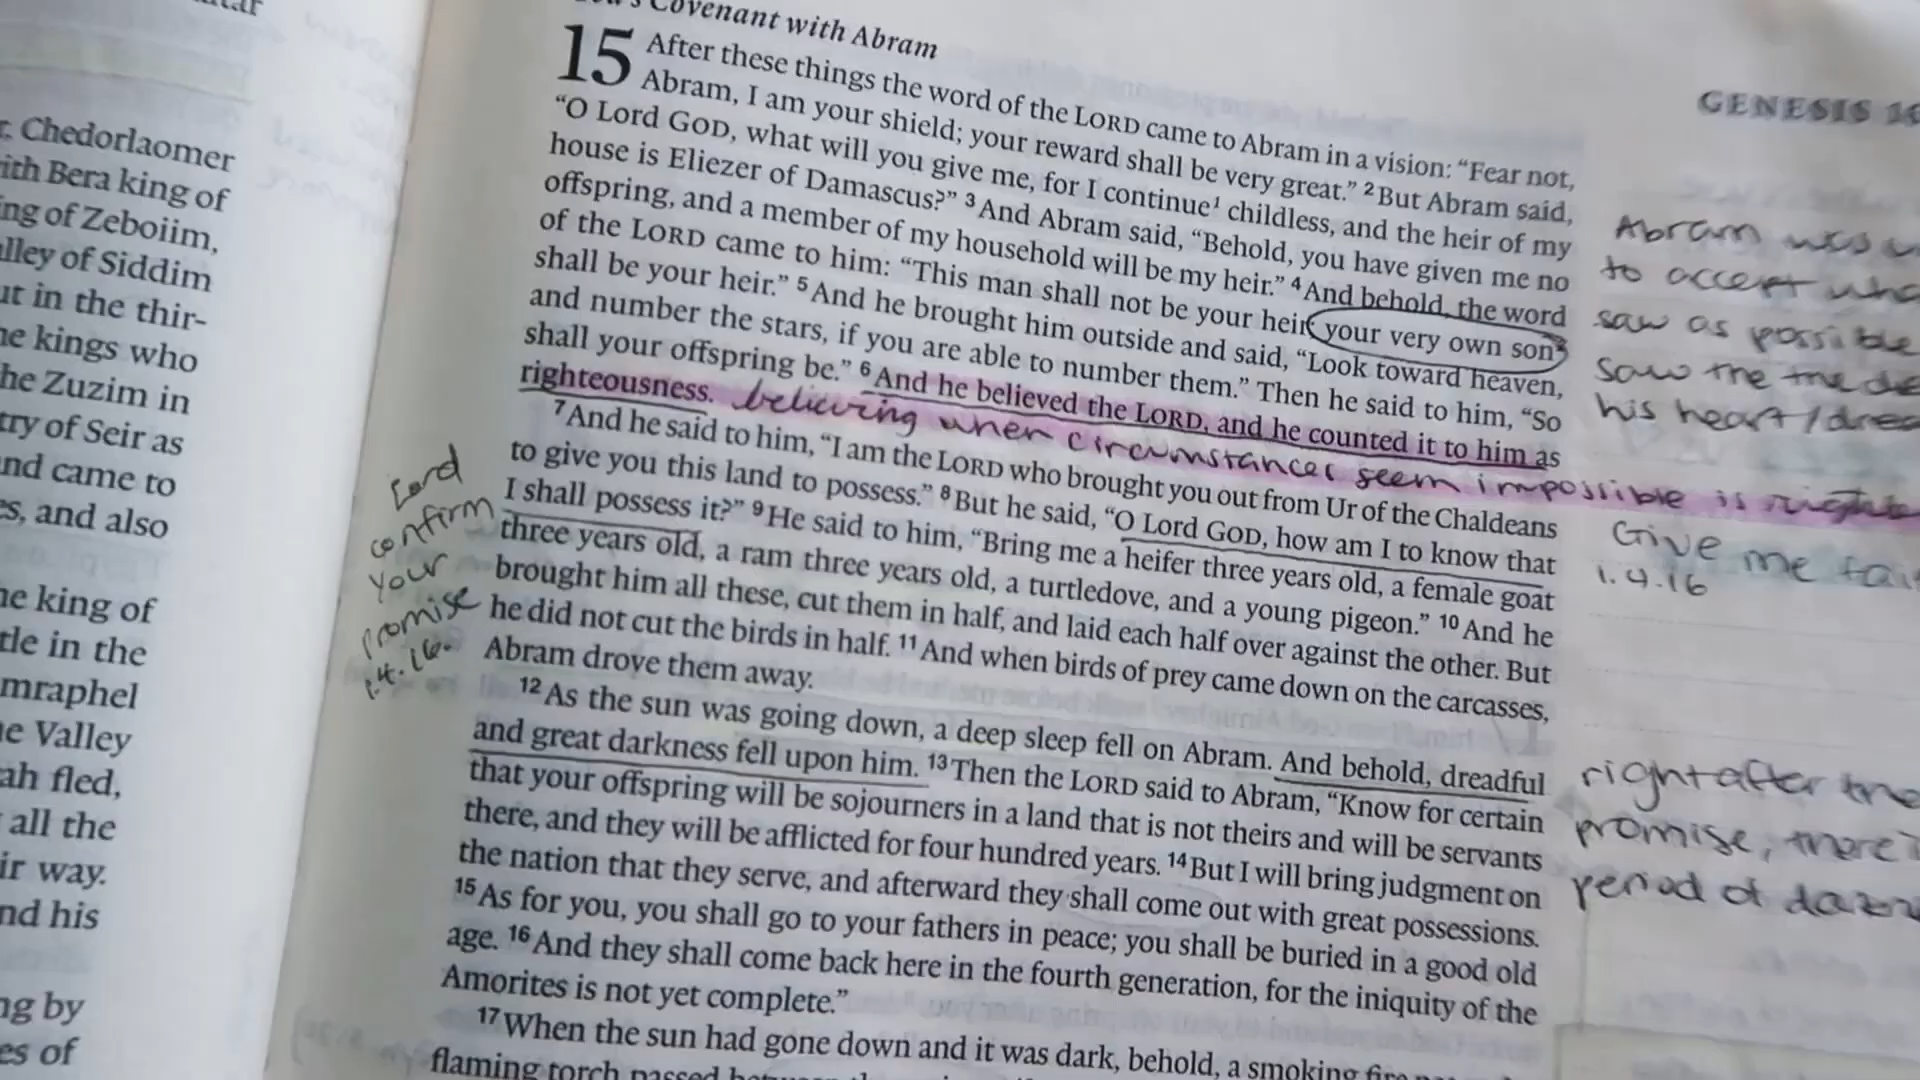 r. Chedorlaomer
ith Bera king of
ing of Zeboiim,
lley of Siddim
ut in the thir-
he kings who
he Zuzim in
try of Seir as
nd came to
es, and also
he king of
tle in the
mraphel
he Valley
ah fled,
all the
ir way.
nd his
ng by
es of
Covenant with Abram
15 After these things the word of the LORD came to Abram in a vision: “Fear not,
Abram, I am your shield; your reward shall be very great.” 2 But Abram said,
“O Lord GOD, what will you give me, for I continue1 childless, and the heir of my
house is Eliezer of Damascus?” 3 And Abram said, “Behold, you have given me no
offspring, and a member of my household will be my heir.” 4 And behold, the word
of the LORD came to him: “This man shall not be your heir; your very own son2
shall be your heir.” 5 And he brought him outside and said, “Look toward heaven,
and number the stars, if you are able to number them.” Then he said to him, “So
shall your offspring be.” 6 And he believed the LORD, and he counted it to him as
righteousness. believing when circumstances seem impossible is
7 And he said to him, “I am the LORD who brought you out from Ur of the Chaldeans
to give you this land to possess.” 8 But he said, “O Lord GOD, how am I to know that
I shall possess it?” 9 He said to him, “Bring me a heifer three years old, a female goat
three years old, a ram three years old, a turtledove, and a young pigeon.” 10 And he
brought him all these, cut them in half, and laid each half over against the other. But
he did not cut the birds in half. 11 And when birds of prey came down on the carcasses,
Abram drove them away.
12 As the sun was going down, a deep sleep fell on Abram. And behold, dreadful
and great darkness fell upon him. 13 Then the LORD said to Abram, “Know for certain
that your offspring will be sojourners in a land that is not theirs and will be servants
there, and they will be afflicted for four hundred years. 14 But I will bring judgment on
the nation that they serve, and afterward they shall come out with great possessions.
15 As for you, you shall go to your fathers in peace; you shall be buried in a good old
age. 16 And they shall come back here in the fourth generation, for the iniquity of the
Amorites is not yet complete.”
17 When the sun had gone down and it was dark, behold, a smoking
flaming torch passed
Lord
confirm
your
promise
1.4.16.
GENESIS
Abram was
to accept
saw as possible
saw the
his heart/
Give me
1.4.16
right after the
promise, there
period of